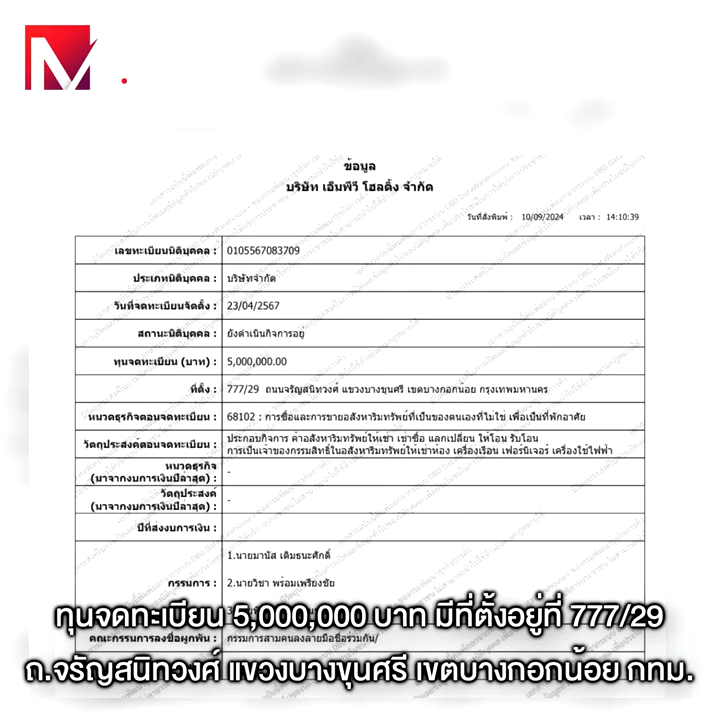 M
ข้อมูล
บริษัท เอ็มพีวี โฮลดิ้ง จำกัด
วันที่สั่งพิมพ์ : 10/09/2024 เวลา : 14:10:39
เลขทะเบียนนิติบุคคล : 0105567083709
ประเภทนิติบุคคล : บริษัทจำกัด
วันที่จดทะเบียนจัดตั้ง : 23/04/2567
สถานะนิติบุคคล : ยังดำเนินกิจการอยู่
ทุนจดทะเบียน (บาท) : 5,000,000.00
ที่ตั้ง : 777/29 ถนนจรัญสนิทวงศ์ แขวงบางขุนศรี เขตบางกอกน้อย กรุงเทพมหานคร
หมวดธุรกิจตอนจดทะเบียน : 68102 : การซื้อและการขายอสังหาริมทรัพย์ที่เป็นของตนเองที่ไม่ใช่ เพื่อเป็นที่พักอาศัย
วัตถุประสงค์ตอนจดทะเบียน : ประกอบกิจการ ค้าอสังหาริมทรัพย์ให้เช่า เช่าซื้อ แลกเปลี่ยน ให้โอน รับโอน
การเป็นเจ้าของกรรมสิทธิ์ในอสังหาริมทรัพย์ให้เช่าห้อง เครื่องเรือน เฟอร์นิเจอร์ เครื่องใช้ไฟฟ้า
หมวดธุรกิจ
(มาจากงบการเงินปีล่าสุด) : -
วัตถุประสงค์
(มาจากงบการเงินปีล่าสุด) : -
ปีที่ส่งงบการเงิน :
1.นายมานัส เติมธนะศักดิ์
กรรมการ : 2.นายวิชา พร้อมเพรียงชัย
ทุนจดทะเบียน 5,000,000 บาท มีที่ตั้งอยู่ที่ 777/29
คณะกรรมการลงชื่อผูกพัน : กรรมการสามคนลงลายมือชื่อรวมกัน/
ถ.จรัญสนิทวงศ์ แขวงบางขุนศรี เขตบางกอกน้อย กทม.